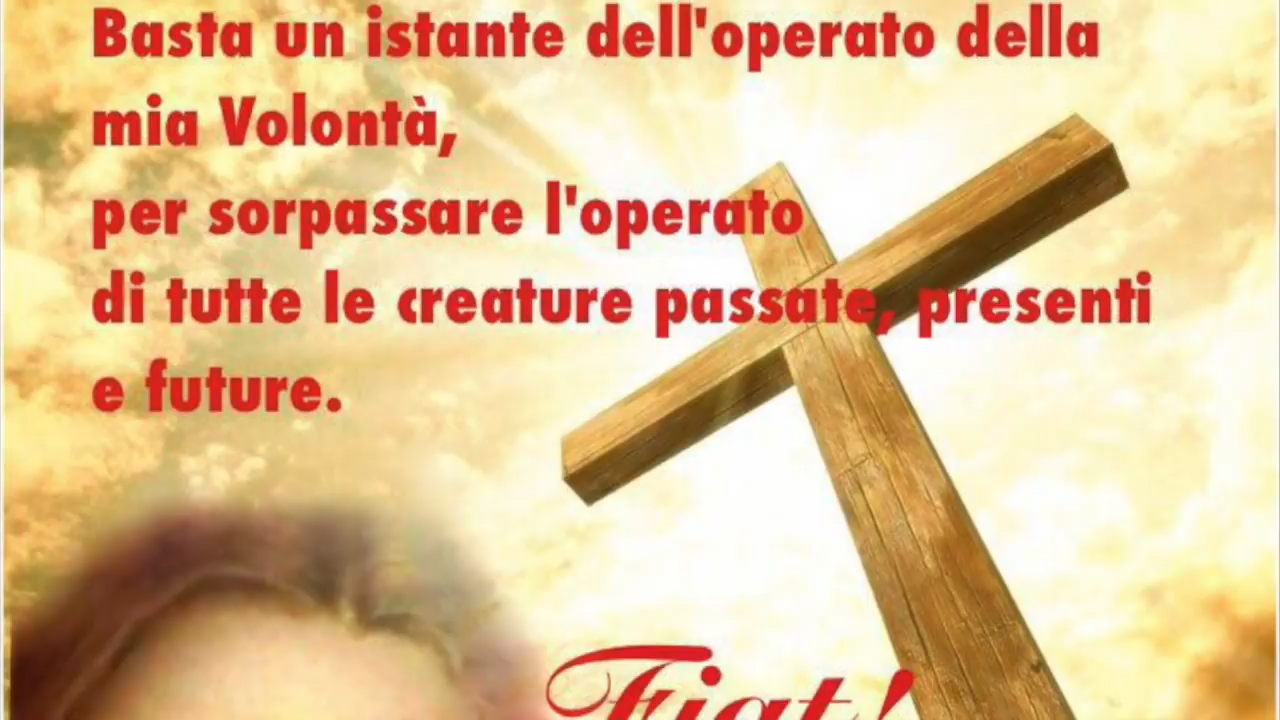 Basta un istante dell'operato della
mia Volontà,
per sorpassare l'operato
di tutte le creature passate, presenti
e future.
Fiat!